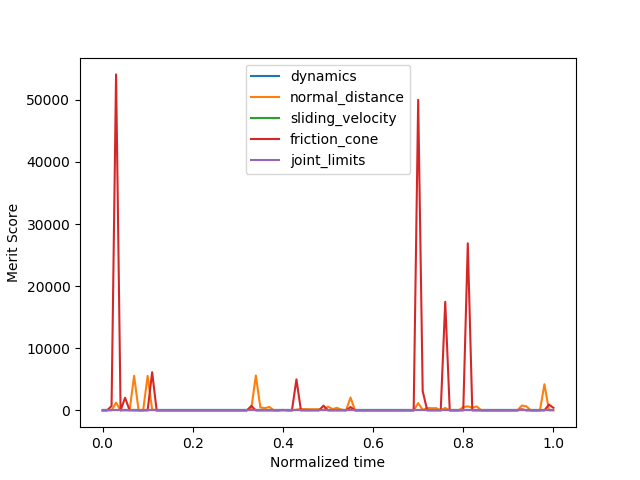 dynamics
normal_distance
sliding_velocity
friction_cone
joint_limits
Merit Score
50000
40000
30000
20000
10000
0
0.0 0.2 0.4 0.6 0.8 1.0
Normalized time